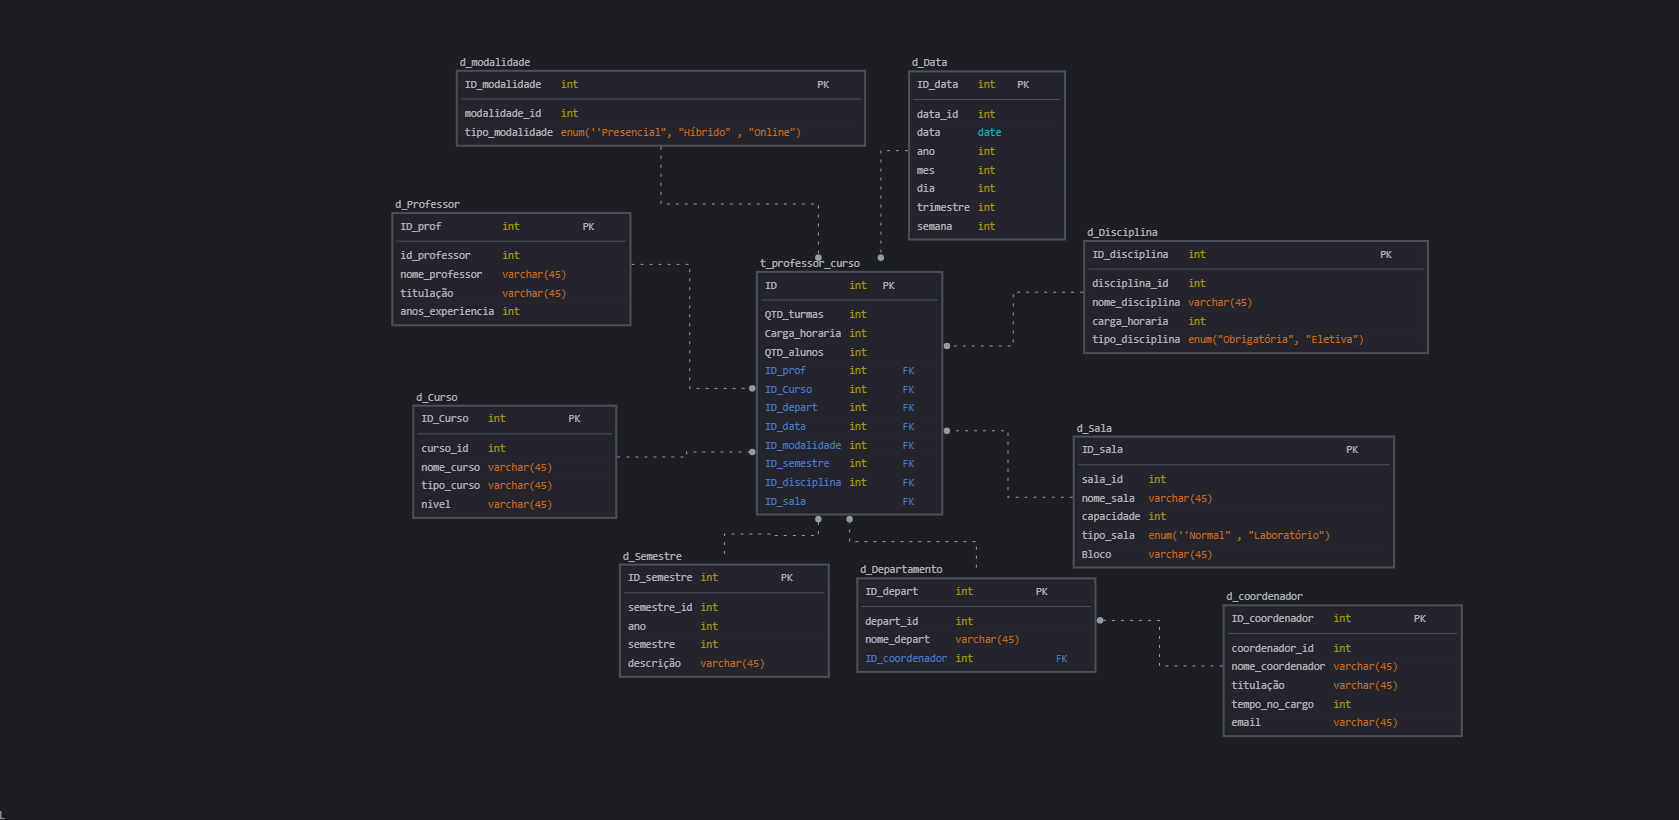 d_modalidade
ID_modalidade int PK
modalidade_id int
tipo_modalidade enum(''Presencial", "Híbrido" , "Online")
d_Data
ID_data int PK
data_id int
data date
ano int
mes int
dia int
trimestre int
semana int
d_Professor
ID_prof int PK
id_professor int
nome_professor varchar(45)
titulação varchar(45)
anos_experiencia int
d_Disciplina
ID_disciplina int PK
disciplina_id int
nome_disciplina varchar(45)
carga_horaria int
tipo_disciplina enum("Obrigatória", "Eletiva")
t_professor_curso
ID int PK
QTD_turmas int
Carga_horaria int
QTD_alunos int
ID_prof int FK
ID_Curso int FK
ID_depart int FK
ID_data int FK
ID_modalidade int FK
ID_semestre int FK
ID_disciplina int FK
ID_sala FK
d_Curso
ID_Curso int PK
curso_id int
nome_curso varchar(45)
tipo_curso varchar(45)
nivel varchar(45)
d_Sala
ID_sala PK
sala_id int
nome_sala varchar(45)
capacidade int
tipo_sala enum(''Normal" , "Laboratório")
Bloco varchar(45)
d_Semestre
ID_semestre int PK
semestre_id int
ano int
semestre int
descrição varchar(45)
d_Departamento
ID_depart int PK
depart_id int
nome_depart varchar(45)
ID_coordenador int FK
d_coordenador
ID_coordenador int PK
coordenador_id int
nome_coordenador varchar(45)
titulação varchar(45)
tempo_no_cargo int
email varchar(45)